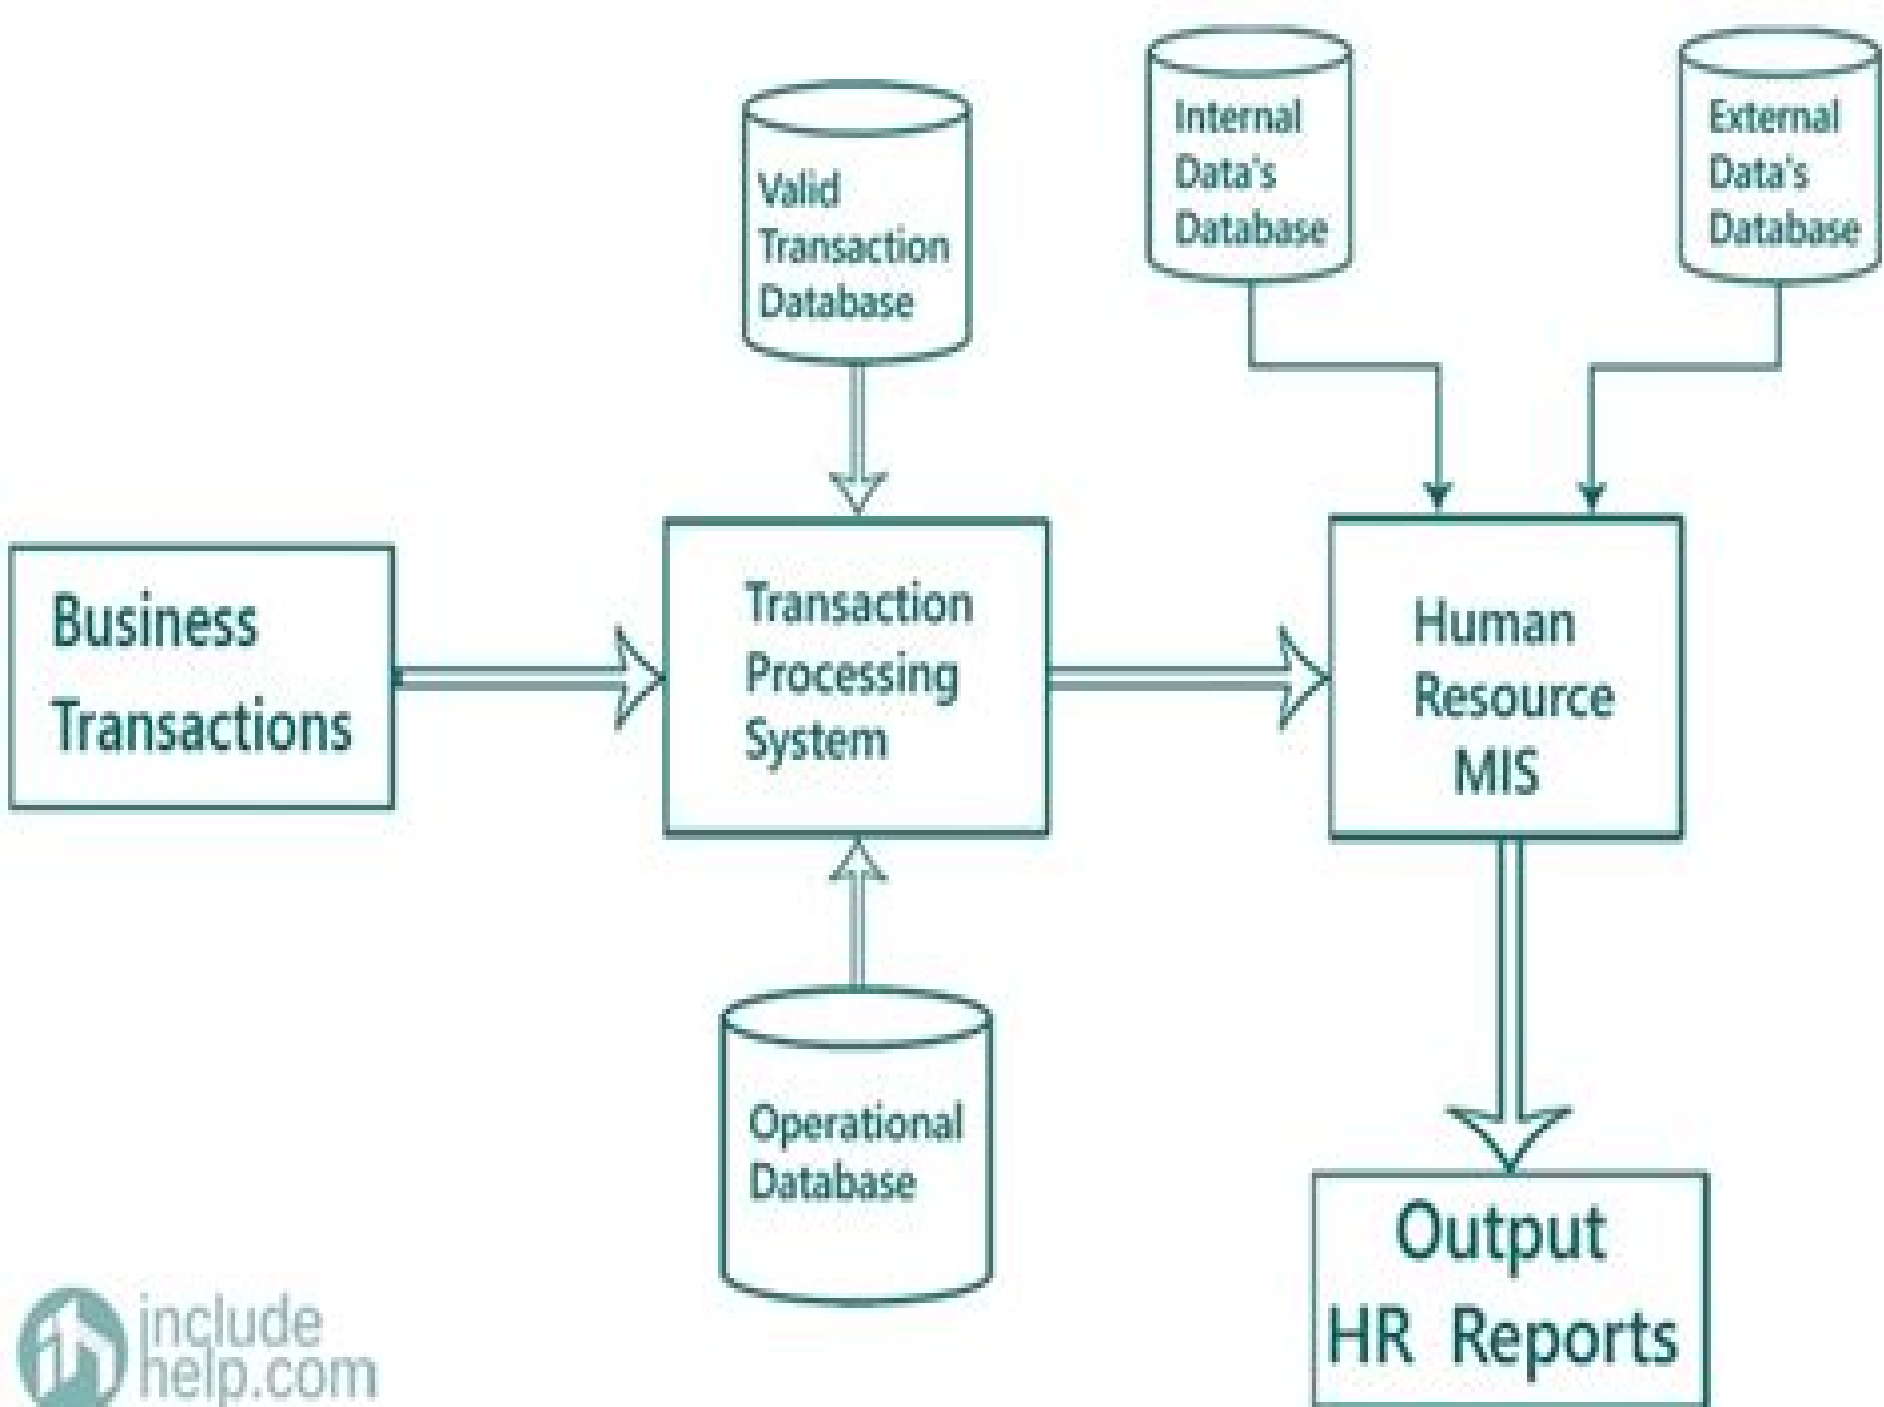 Internal
Data's
Database
External
Data's
Database
Valid
Transaction
Database
Business
Transactions
Transaction
Processing
System
Human
Resource
MIS
Operational
Database
Output
HR Reports
include
help.com